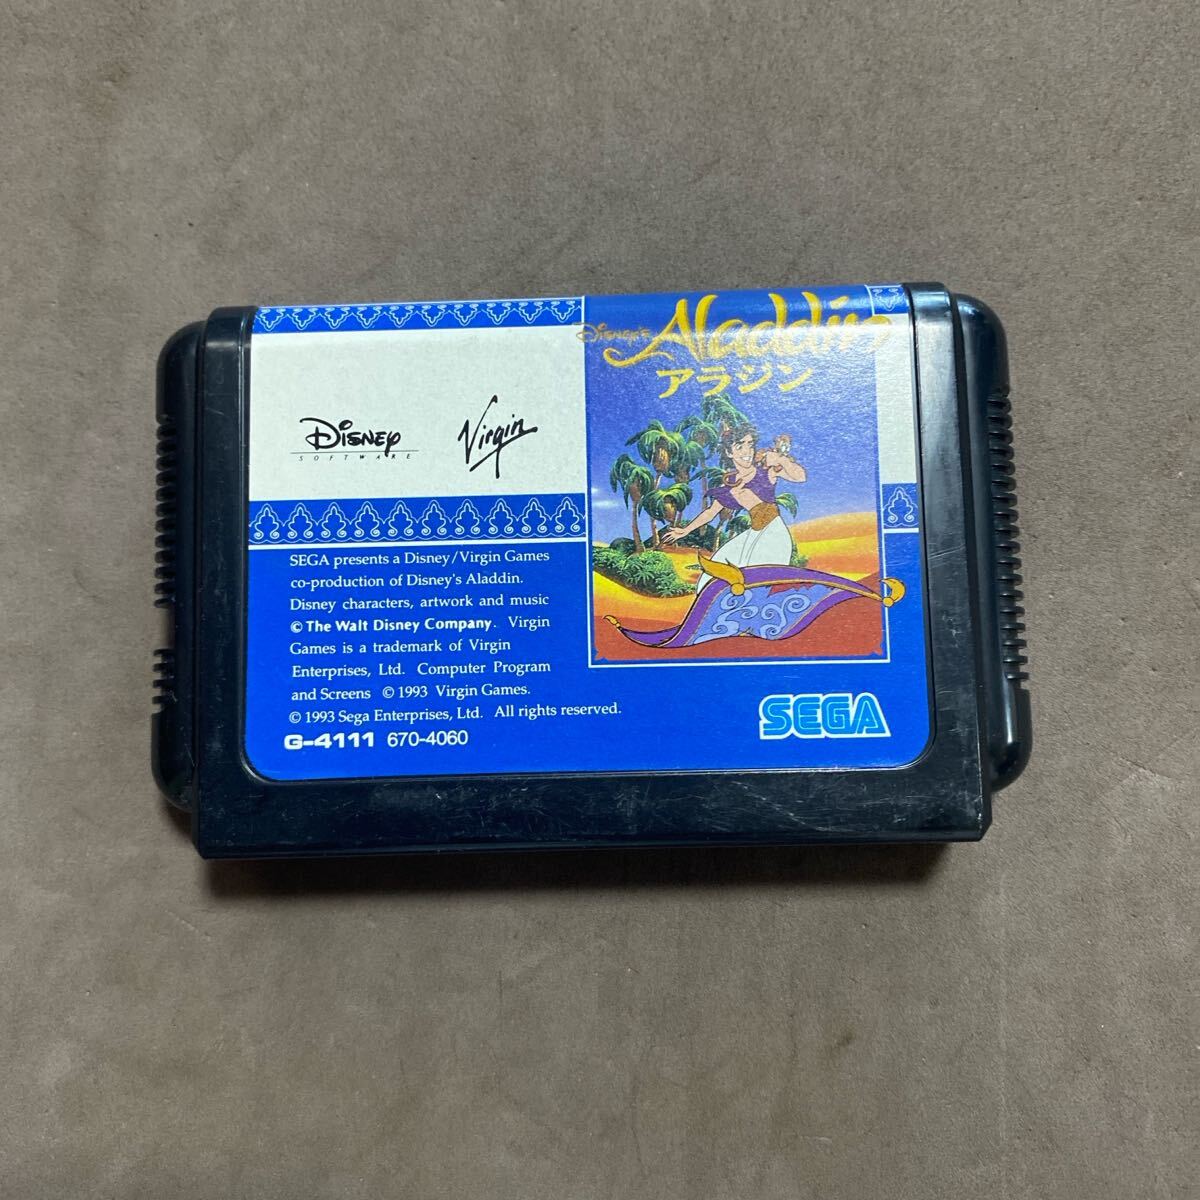 Disney's Aladdin
アラジン
Disney
SOFTWARE
Virgin
SEGA presents a Disney/Virgin Games
co-production of Disney's Aladdin.
Disney characters, artwork and music
© The Walt Disney Company. Virgin
Games is a trademark of Virgin
Enterprises, Ltd. Computer Program
and Screens © 1993 Virgin Games.
© 1993 Sega Enterprises, Ltd. All rights reserved.
G-4111 670-4060
SEGA